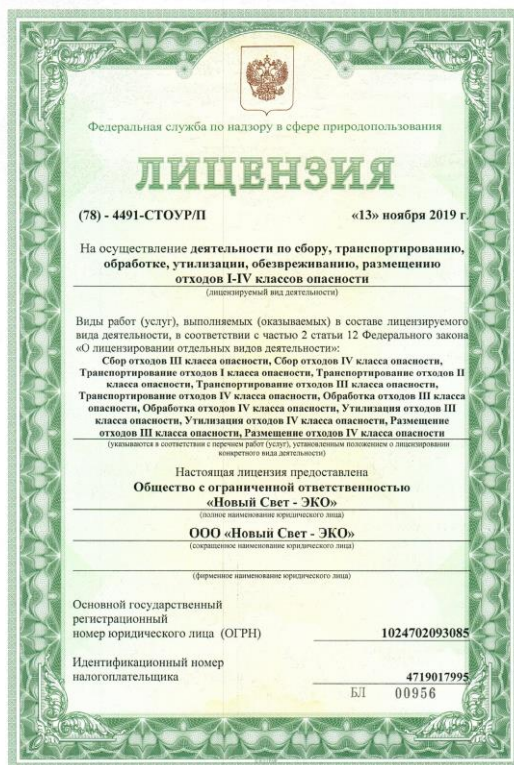 Федеральная служба по надзору в сфере природопользования
ЛИЦЕНЗИЯ
(78) - 4491-СТОУР/П «13» ноября 2019 г.
На осуществление деятельности по сбору, транспортированию,
обработке, утилизации, обезвреживанию, размещению
отходов I-IV классов опасности
(лицензируемый вид деятельности)
Виды работ (услуг), выполняемых (оказываемых) в составе лицензируемого
вида деятельности, в соответствии с частью 2 статьи 12 Федерального закона
«О лицензировании отдельных видов деятельности»:
Сбор отходов III класса опасности, Сбор отходов IV класса опасности,
Транспортирование отходов I класса опасности, Транспортирование отходов II
класса опасности, Транспортирование отходов III класса опасности,
Транспортирование отходов IV класса опасности, Обработка отходов III класса
опасности, Обработка отходов IV класса опасности, Утилизация отходов III
класса опасности, Утилизация отходов IV класса опасности, Размещение
отходов III класса опасности, Размещение отходов IV класса опасности
(указываются в соответствии с перечнем работ (услуг), установленным положением о лицензировании
конкретного вида деятельности)
Настоящая лицензия предоставлена
Общество с ограниченной ответственностью
«Новый Свет - ЭКО»
(полное наименование юридического лица)
ООО «Новый Свет - ЭКО»
(сокращенное наименование юридического лица)
(фирменное наименование юридического лица)
Основной государственный
регистрационный
номер юридического лица (ОГРН) 1024702093085
Идентификационный номер
налогоплательщика 4719017995
БЛ 00956